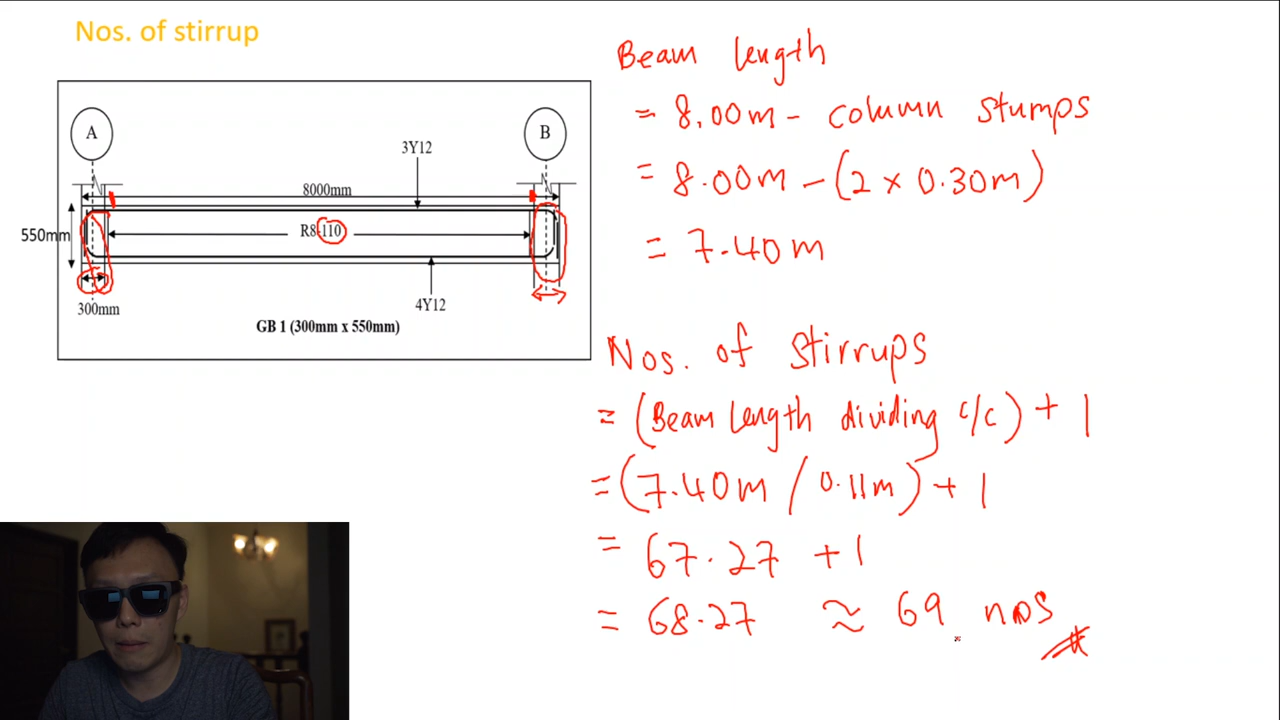 Nos. of stirrup
A
B
3Y12
8000mm
550mm
R8-110
300mm
4Y12
GB 1 (300mm x 550mm)
Beam length
= 8.00m - column stumps
= 8.00m - (2 x 0.30m)
= 7.40m
Nos. of Stirrups
= (Beam length dividing c/c) + 1
= (7.40m / 0.11m) + 1
= 67.27 + 1
= 68.27 ≈ 69 nos